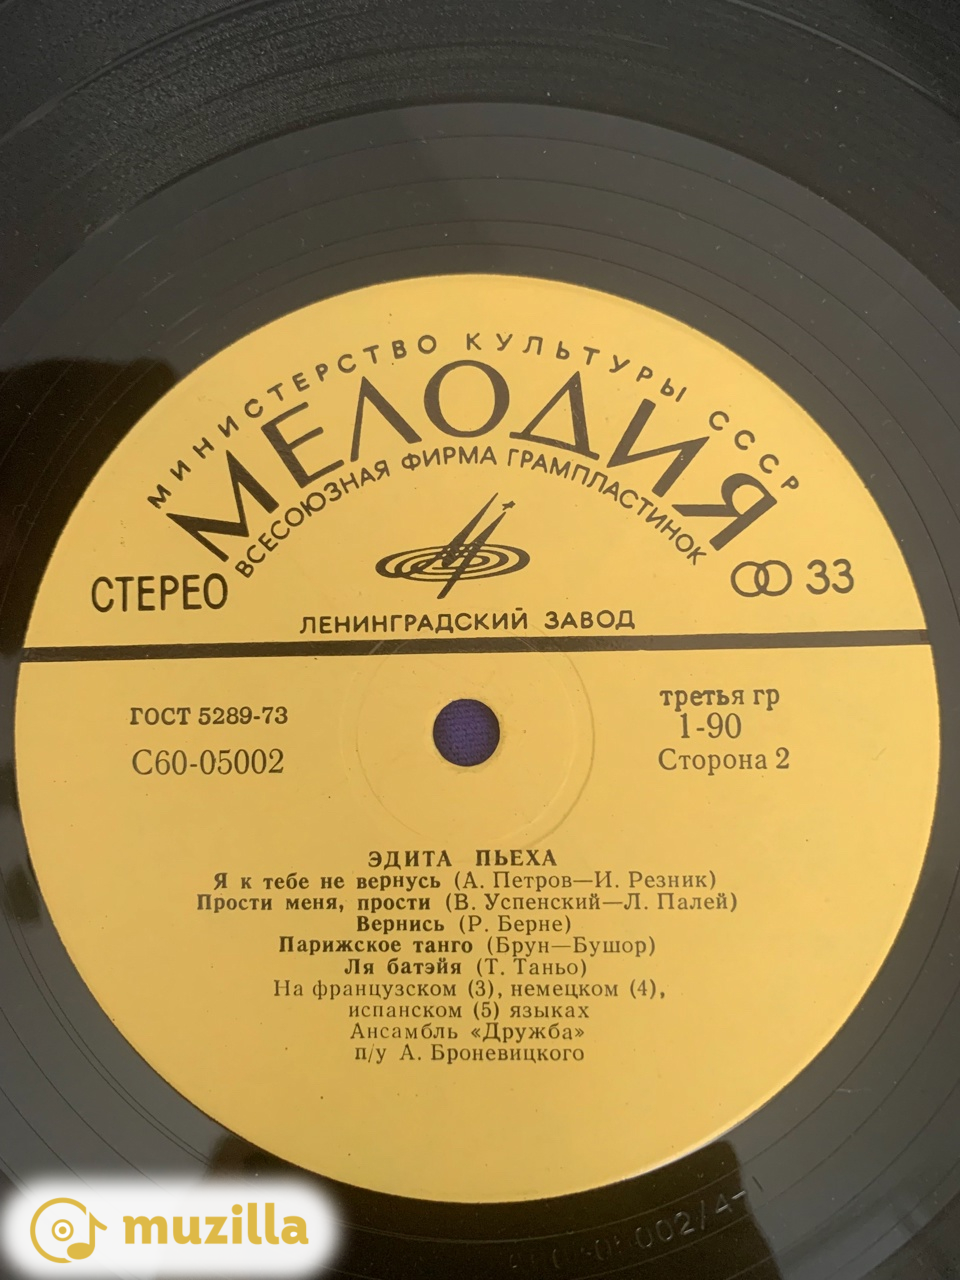 МИНИСТЕРСТВО КУЛЬТУРЫ СССР
МЕЛОДИЯ
ВСЕСОЮЗНАЯ ФИРМА ГРАМПЛАСТИНОК
СТЕРЕО
33
ЛЕНИНГРАДСКИЙ ЗАВОД
ГОСТ 5289-73
С60-05002
третья гр
1-90
Сторона 2
ЭДИТА ПЬЕХА
Я к тебе не вернусь (А. Петров—И. Резник)
Прости меня, прости (В. Успенский—Л. Палей)
Вернись (Р. Берне)
Парижское танго (Брун—Бушор)
Ля батэйя (Т. Таньо)
На французском (3), немецком (4),
испанском (5) языках
Ансамбль «Дружба»
п/у А. Броневицкого
muzilla